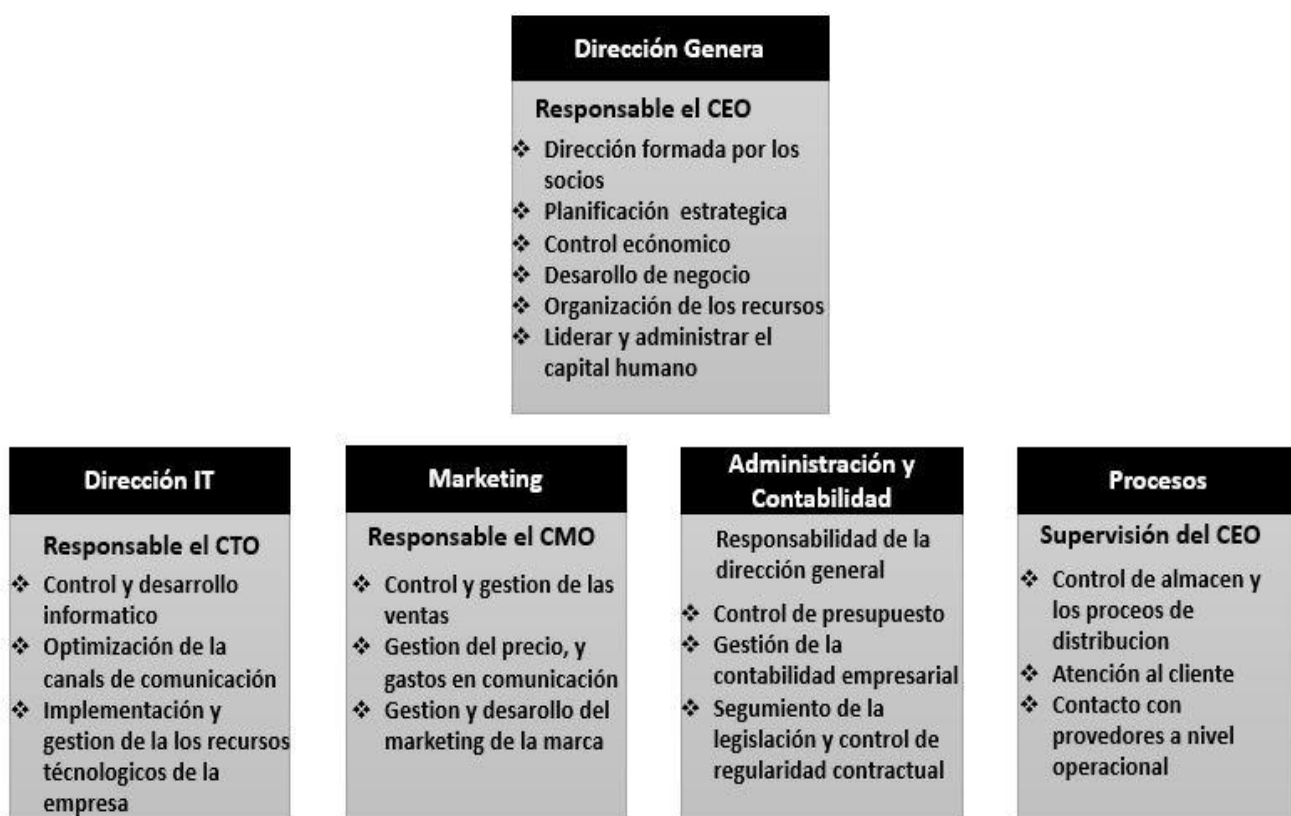 Dirección Genera
Responsable el CEO
❖ Dirección formada por los
socios
❖ Planificación estrategica
❖ Control ecónomico
❖ Desarollo de negocio
❖ Organización de los recursos
❖ Liderar y administrar el
capital humano
Dirección IT
Responsable el CTO
❖ Control y desarrollo
informatico
❖ Optimización de la
canals de comunicación
❖ Implementación y
gestion de la los recursos
técnologicos de la
empresa
Marketing
Responsable el CMO
❖ Control y gestion de las
ventas
❖ Gestion del precio, y
gastos en comunicación
❖ Gestion y desarollo del
marketing de la marca
Administración y
Contabilidad
Responsabilidad de la
dirección general
❖ Control de presupuesto
❖ Gestión de la
contabilidad empresarial
❖ Segumiento de la
legislación y control de
regularidad contractual
Procesos
Supervisión del CEO
❖ Control de almacen y
los proceos de
distribucion
❖ Atención al cliente
❖ Contacto con
provedores a nivel
operacional